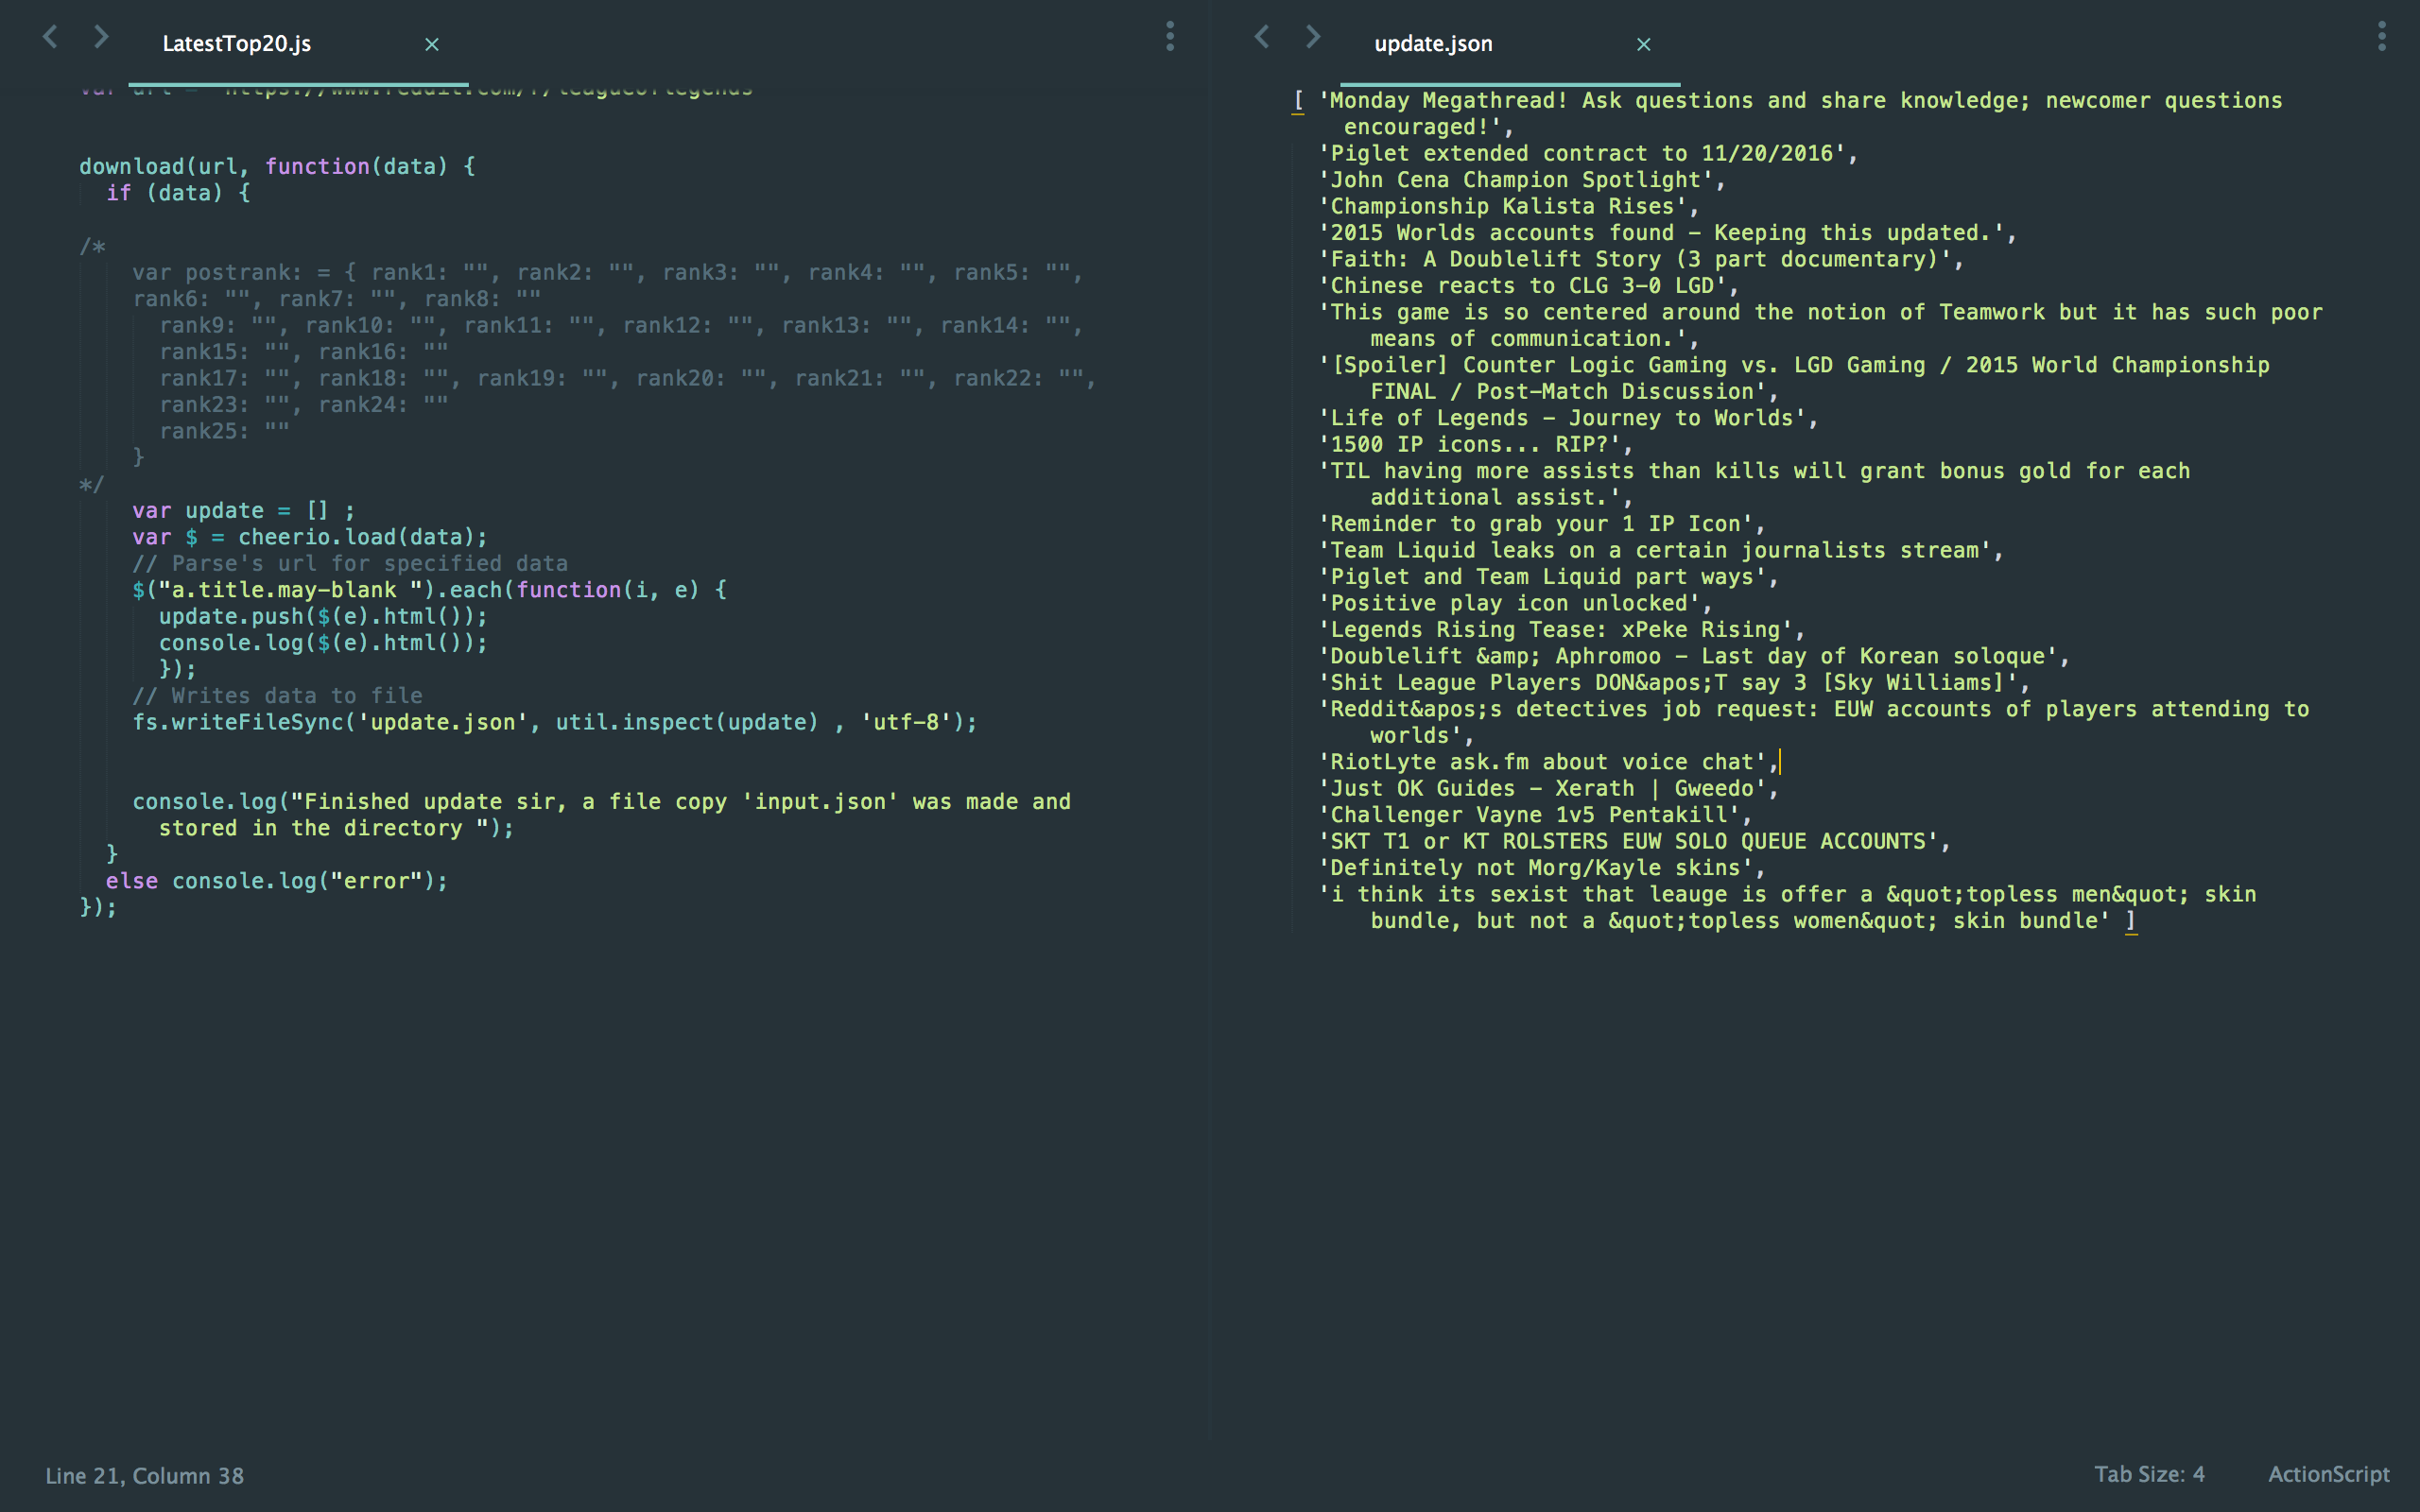 LatestTop20.js
var url = "https://www.reddit.com/r/leagueoflegends"
download(url, function(data) {
if (data) {
/*
var postrank: = { rank1: "", rank2: "", rank3: "", rank4: "", rank5: "",
rank6: "", rank7: "", rank8: ""
rank9: "", rank10: "", rank11: "", rank12: "", rank13: "", rank14: "",
rank15: "", rank16: ""
rank17: "", rank18: "", rank19: "", rank20: "", rank21: "", rank22: "",
rank23: "", rank24: ""
rank25: ""
}
*/
var update = [] ;
var $ = cheerio.load(data);
// Parse's url for specified data
$("a.title.may-blank ").each(function(i, e) {
update.push($(e).html());
console.log($(e).html());
});
// Writes data to file
fs.writeFileSync('update.json', util.inspect(update) , 'utf-8');
console.log("Finished update sir, a file copy 'input.json' was made and
stored in the directory ");
}
else console.log("error");
});
update.json
[ 'Monday Megathread! Ask questions and share knowledge; newcomer questions
encouraged!',
'Piglet extended contract to 11/20/2016',
'John Cena Champion Spotlight',
'Championship Kalista Rises',
'2015 Worlds accounts found – Keeping this updated.',
'Faith: A Doublelift Story (3 part documentary)',
'Chinese reacts to CLG 3-0 LGD',
'This game is so centered around the notion of Teamwork but it has such poor
means of communication.',
'[Spoiler] Counter Logic Gaming vs. LGD Gaming / 2015 World Championship
FINAL / Post-Match Discussion',
'Life of Legends - Journey to Worlds',
'1500 IP icons... RIP?',
'TIL having more assists than kills will grant bonus gold for each
additional assist.',
'Reminder to grab your 1 IP Icon',
'Team Liquid leaks on a certain journalists stream',
'Piglet and Team Liquid part ways',
'Positive play icon unlocked',
'Legends Rising Tease: xPeke Rising',
'Doublelift &amp; Aphromoo - Last day of Korean soloque',
'Shit League Players DON&apos;T say 3 [Sky Williams]',
'Reddit&apos;s detectives job request: EUW accounts of players attending to
worlds',
'RiotLyte ask.fm about voice chat',
'Just OK Guides - Xerath | Gweedo',
'Challenger Vayne 1v5 Pentakill',
'SKT T1 or KT ROLSTERS EUW SOLO QUEUE ACCOUNTS',
'Definitely not Morg/Kayle skins',
'i think its sexist that leauge is offer a &quot;topless men&quot; skin
bundle, but not a &quot;topless women&quot; skin bundle' ]
Line 21, Column 38
Tab Size: 4
ActionScript